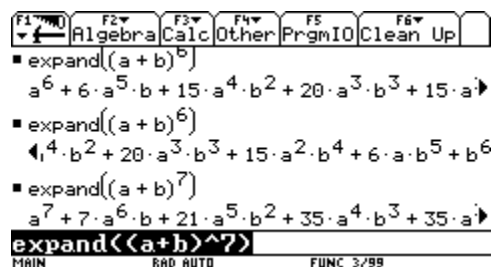 F1 F2 F3 F4 F5 F6
Algebra Calc Other PrgmIO Clean Up
▪ expand((a + b)^6)
a^6 + 6·a^5·b + 15·a^4·b^2 + 20·a^3·b^3 + 15·a
▪ expand((a + b)^6)
4·b^2 + 20·a^3·b^3 + 15·a^2·b^4 + 6·a·b^5 + b^6
▪ expand((a + b)^7)
a^7 + 7·a^6·b + 21·a^5·b^2 + 35·a^4·b^3 + 35·a
expand((a+b)^7)
MAIN RAD AUTO FUNC 3/99